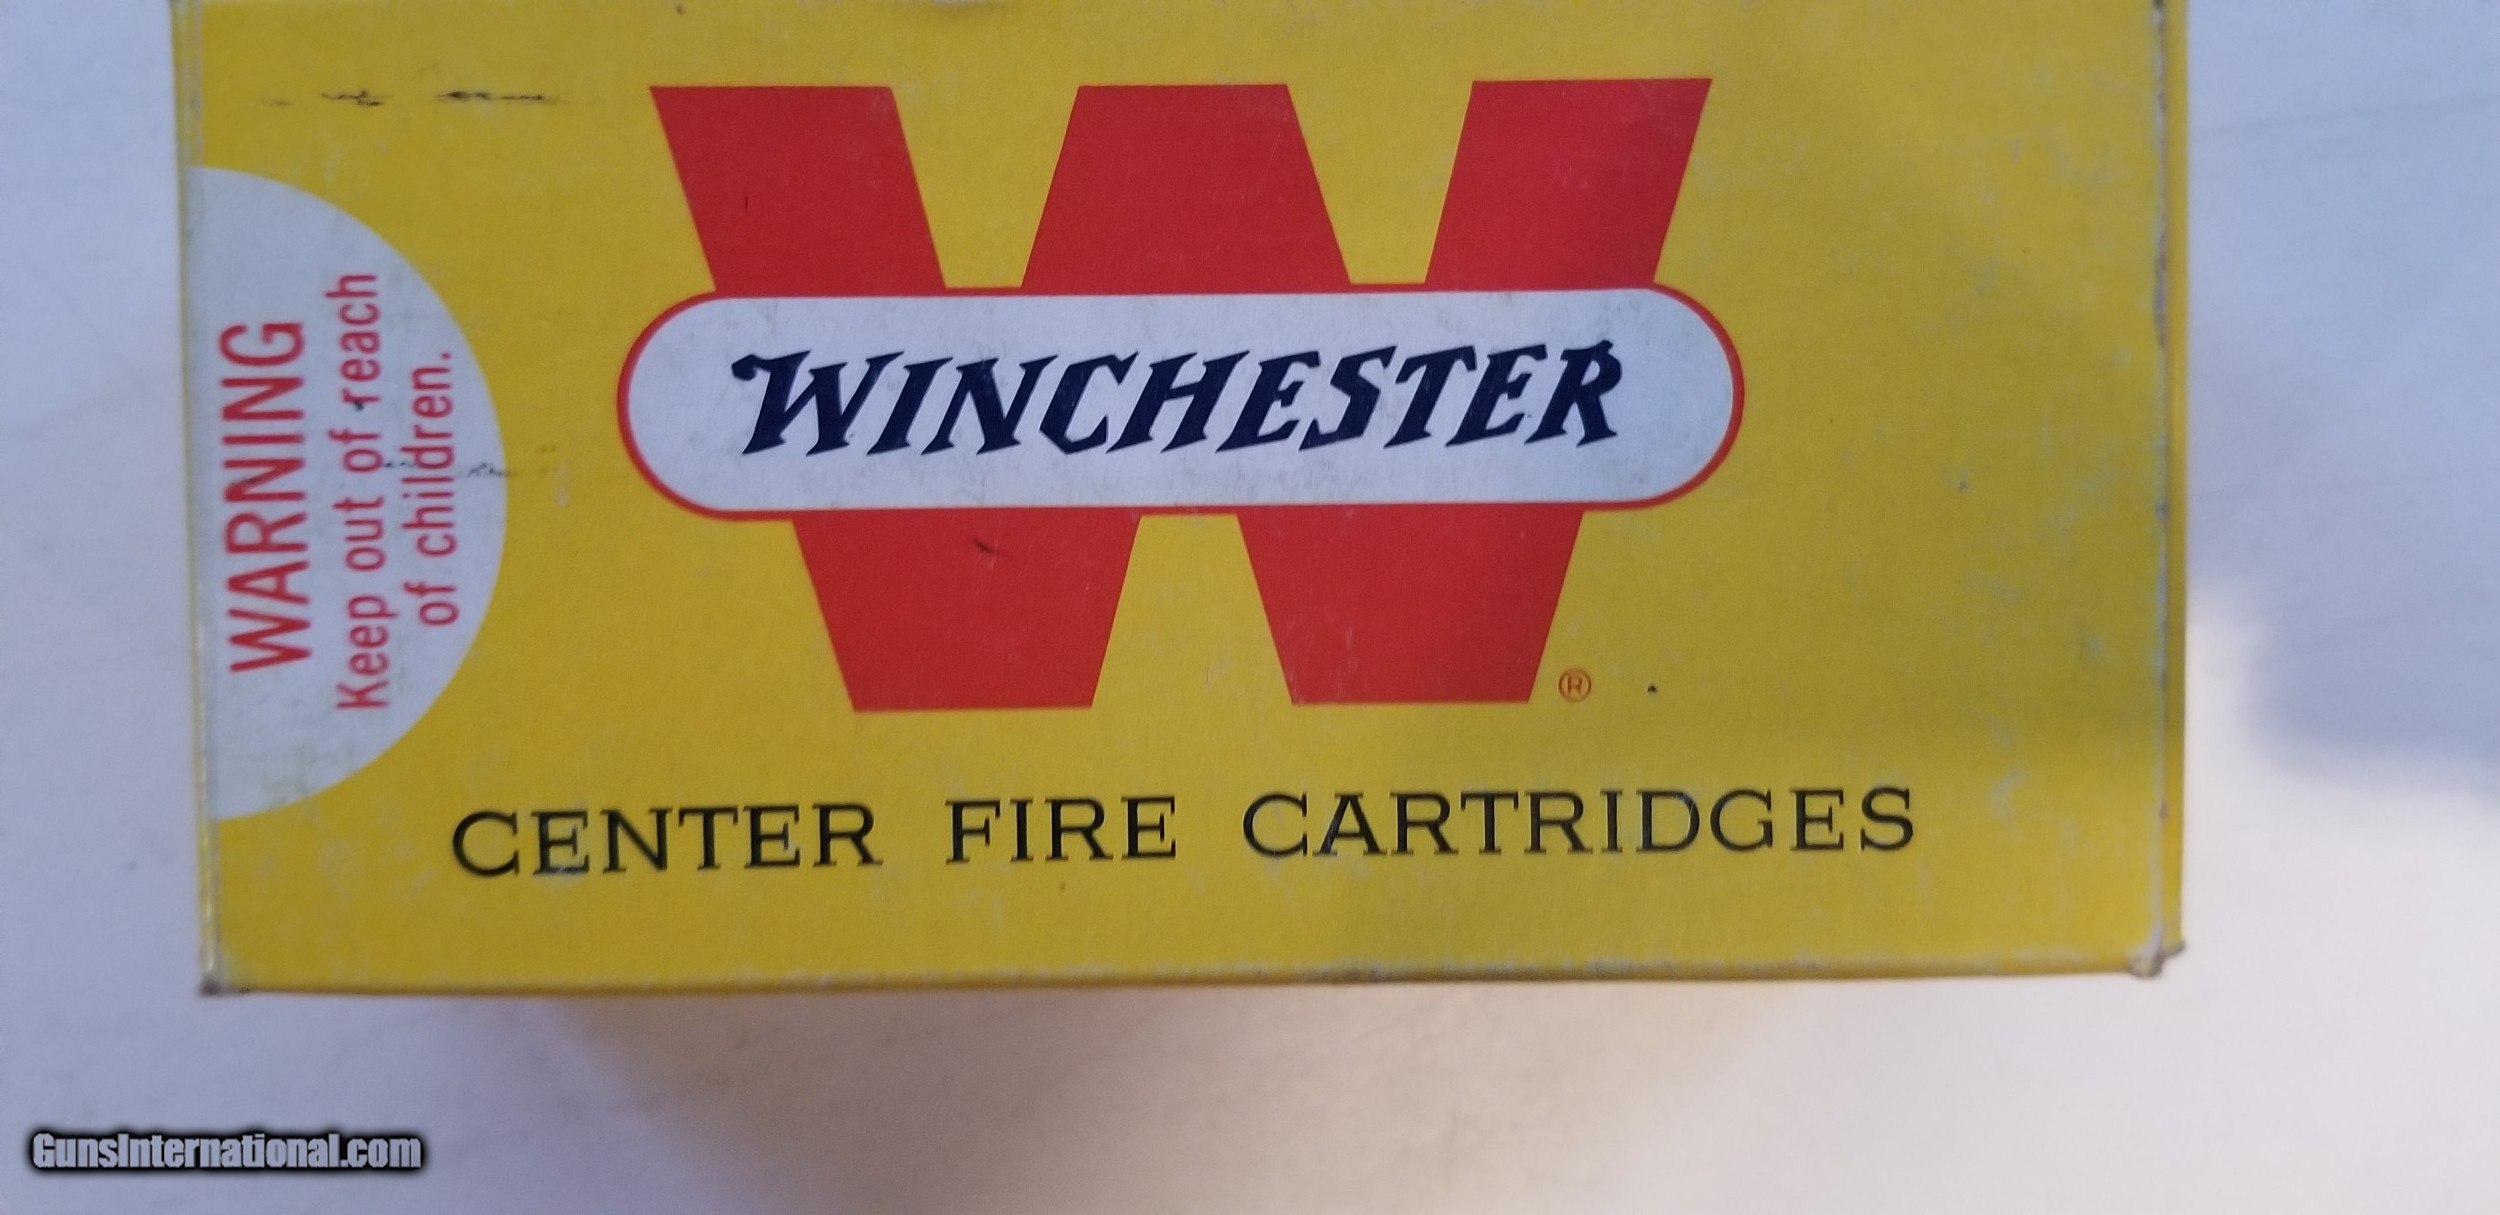 WARNING
Keep out of reach
of children.
WINCHESTER
®
CENTER FIRE CARTRIDGES
GunsInternational.com